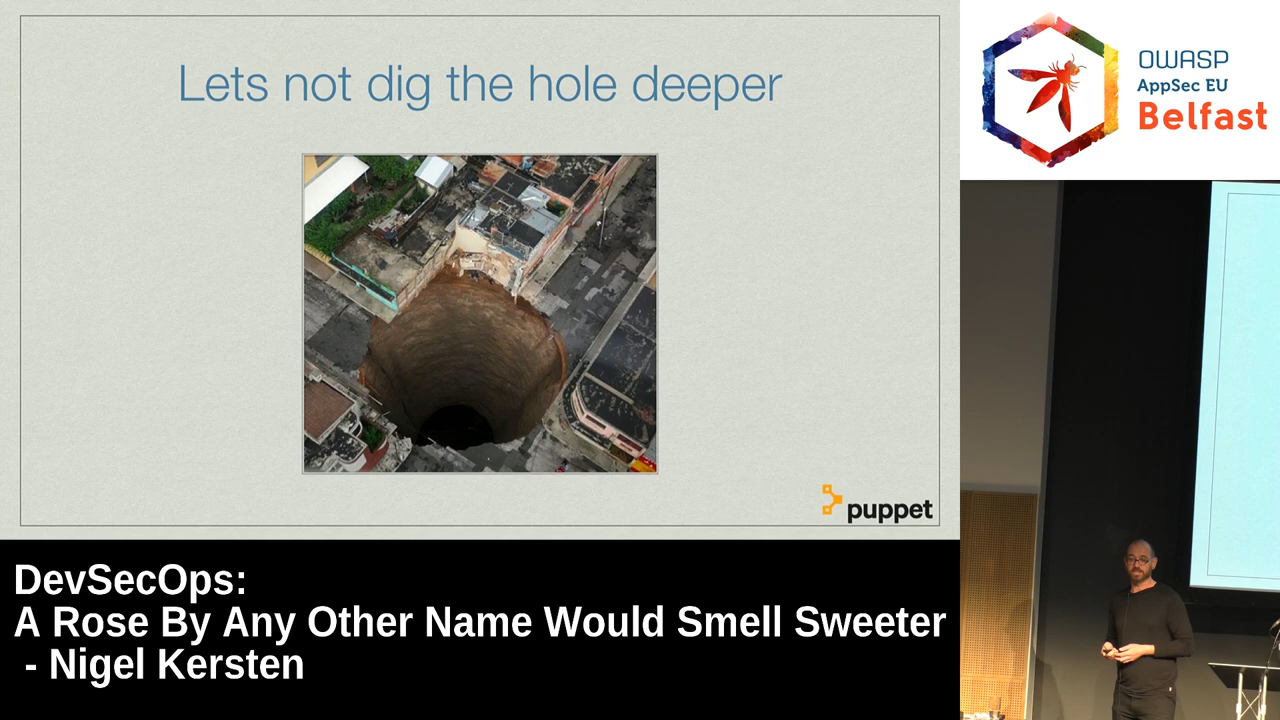 Lets not dig the hole deeper
puppet
OWASP
AppSec EU
Belfast
DevSecOps:
A Rose By Any Other Name Would Smell Sweeter
- Nigel Kersten